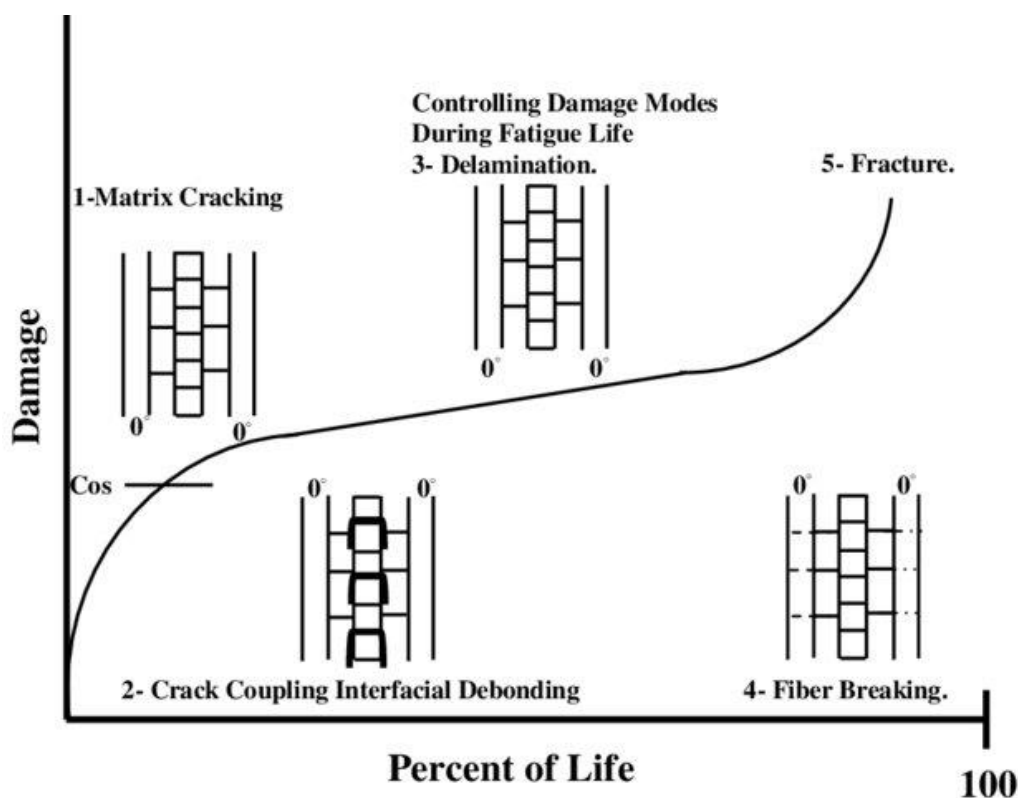 Controlling Damage Modes
During Fatigue Life
3- Delamination.
5- Fracture.
1-Matrix Cracking
0° 0°
0° 0°
Damage
Cos
0° 0°
0° 0°
2- Crack Coupling Interfacial Debonding
4- Fiber Breaking.
Percent of Life
100